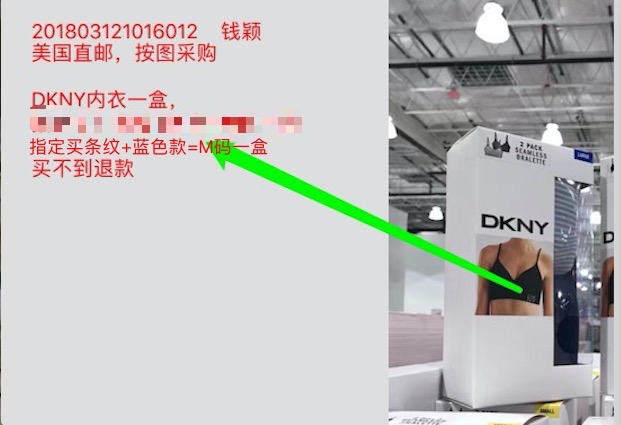 201803121016012 钱颖
美国直邮，按图采购
DKNY内衣一盒，
指定买条纹+蓝色款=M码一盒
买不到退款
2 PACK
SEAMLESS
BRALETTE
DKNY
SMALL